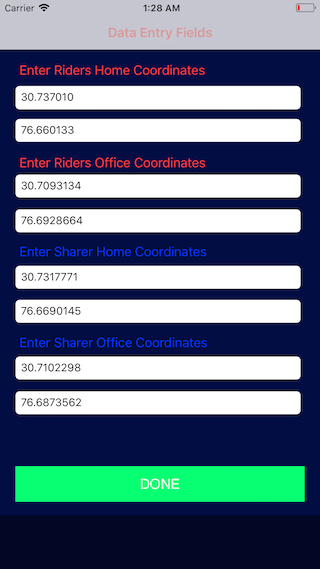 Carrier 1:28 AM
Data Entry Fields
Enter Riders Home Coordinates
30.737010
76.660133
Enter Riders Office Coordinates
30.7093134
76.6928664
Enter Sharer Home Coordinates
30.7317771
76.6690145
Enter Sharer Office Coordinates
30.7102298
76.6873562
DONE